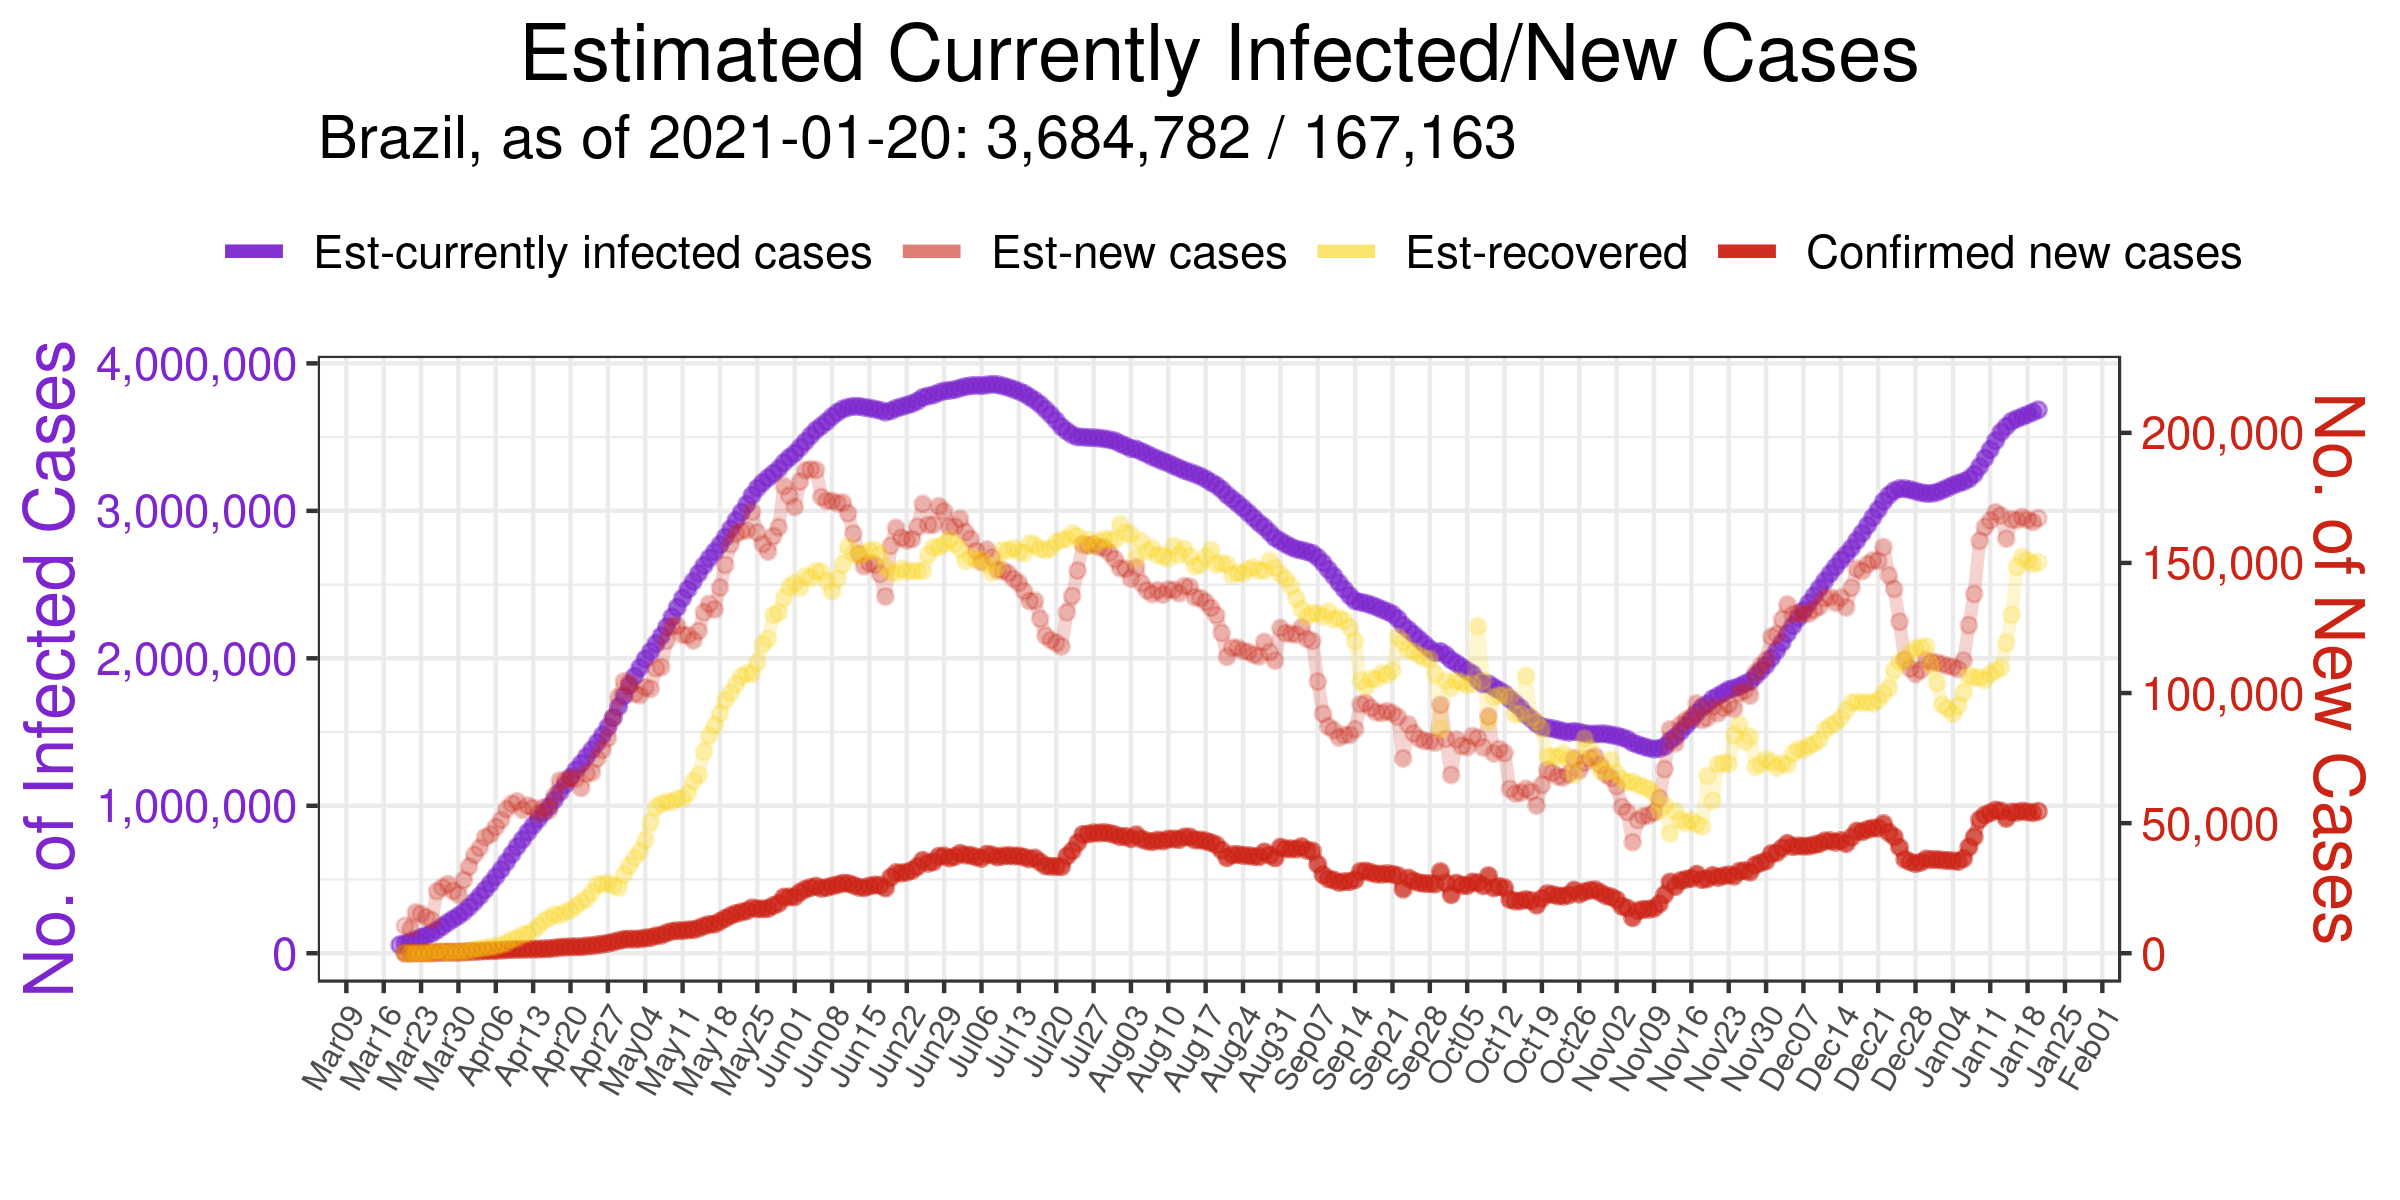 Estimated Currently Infected/New Cases
Brazil, as of 2021-01-20: 3,684,782 / 167,163
Est-currently infected cases Est-new cases Est-recovered Confirmed new cases
No. of Infected Cases
4,000,000
3,000,000
2,000,000
1,000,000
0
200,000
150,000
100,000
50,000
0
No. of New Cases
Mar09 Mar16 Mar23 Mar30 Apr06 Apr13 Apr20 Apr27 May04 May11 May18 May25 Jun01 Jun08 Jun15 Jun22 Jun29 Jul06 Jul13 Jul20 Jul27 Aug03 Aug10 Aug17 Aug24 Aug31 Sep07 Sep14 Sep21 Sep28 Oct05 Oct12 Oct19 Oct26 Nov02 Nov09 Nov16 Nov23 Nov30 Dec07 Dec14 Dec21 Dec28 Jan04 Jan11 Jan18 Jan25 Feb01